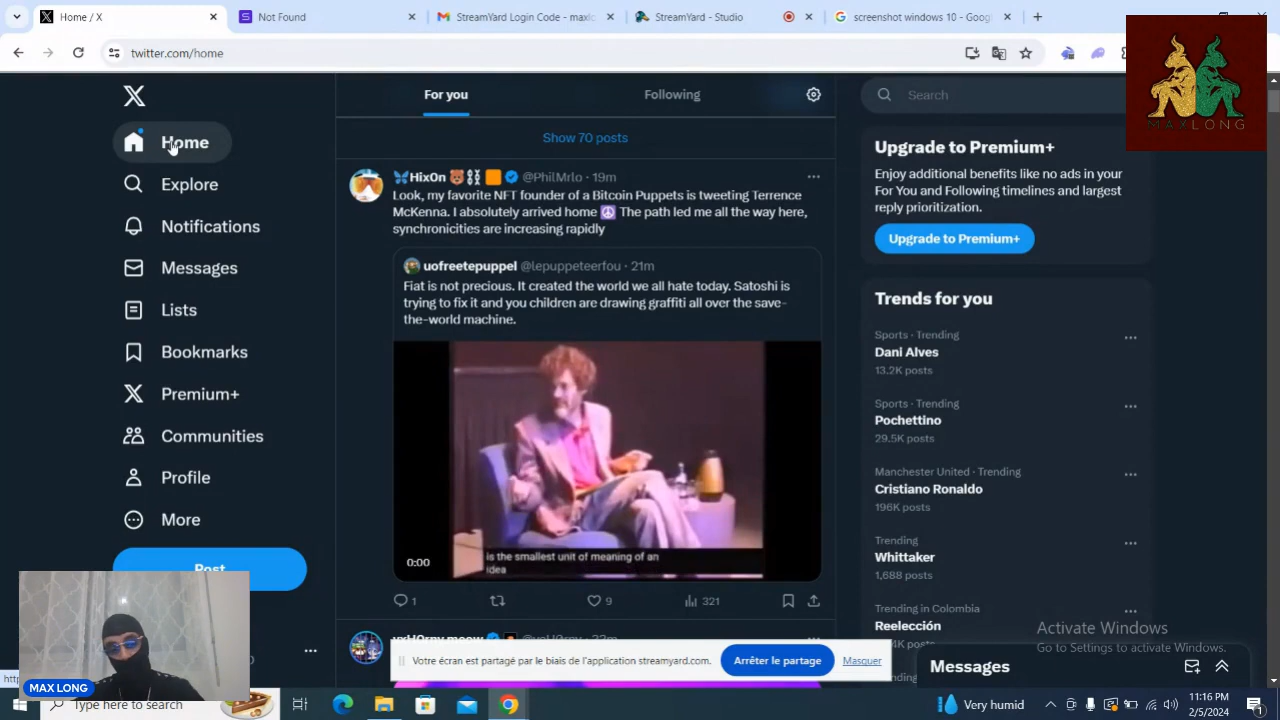 (1) Home / X
Not Found
StreamYard Login Code - maxlo
StreamYard - Studio
screenshot windows 10 - Goog
twitter.com/home
MAXLONG
For you
Following
Search
Home
Explore
Notifications
Messages
Lists
Bookmarks
Premium+
Communities
Profile
More
Post
Show 70 posts
Hix0n @PhilMrlo · 19m
Look, my favorite NFT founder of a Bitcoin Puppets is tweeting Terrence
McKenna. I absolutely arrived home ☮ The path led me all the way here,
synchronicities are increasing rapidly
uofreetepuppel @lepuppeteerfou · 21m
Fiat is not precious. It created the world we all hate today. Satoshi is
trying to fix it and you children are drawing graffiti all over the save-
the-world machine.
is the smallest unit of meaning of an
idea
0:00
1
9
321
Upgrade to Premium+
Enjoy additional benefits like no ads in your
For You and Following timelines and largest
reply prioritization.
Upgrade to Premium+
Trends for you
Sports · Trending
Dani Alves
13.2K posts
Sports · Trending
Pochettino
29.5K posts
Manchester United · Trending
Cristiano Ronaldo
196K posts
Trending
Whittaker
1,688 posts
Trending in Colombia
Reelección
Activate Windows
Go to Settings to activate Windows.
Votre écran est partagé par le biais de l'application streamyard.com.
Arrêter le partage
Masquer
Messages
MAX LONG
Type here to search
Very humid
11:16 PM
2/5/2024